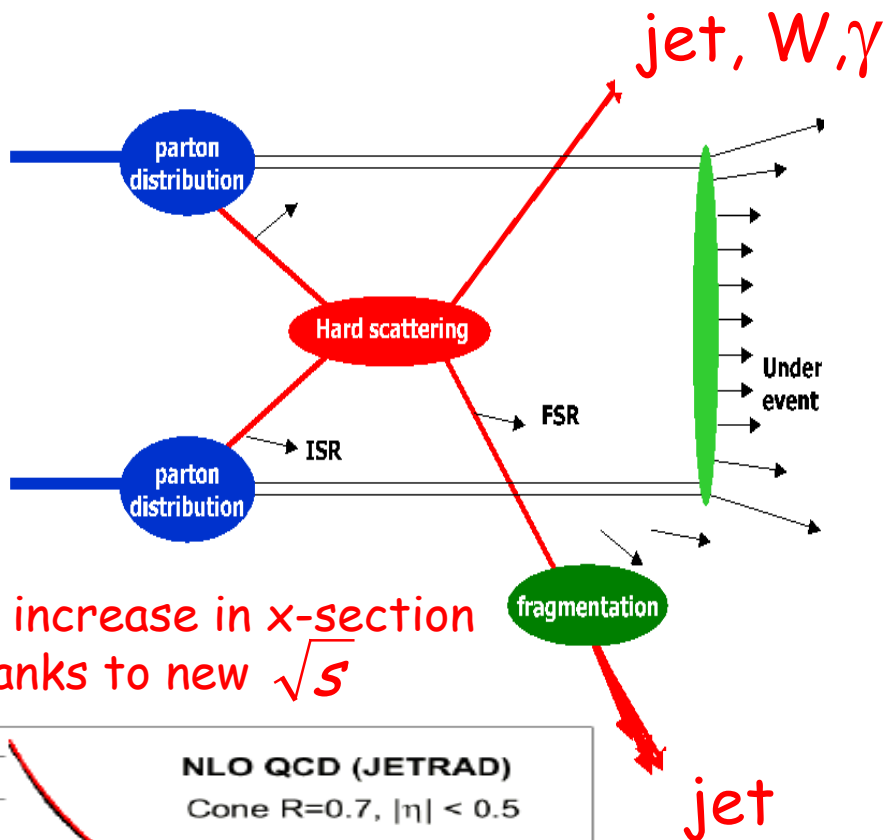 jet, W,γ
parton
distribution
Hard scattering
Under
event
FSR
ISR
parton
distribution
fragmentation
increase in x-section
anks to new √s
NLO QCD (JETRAD)
Cone R=0.7, |η| < 0.5
jet